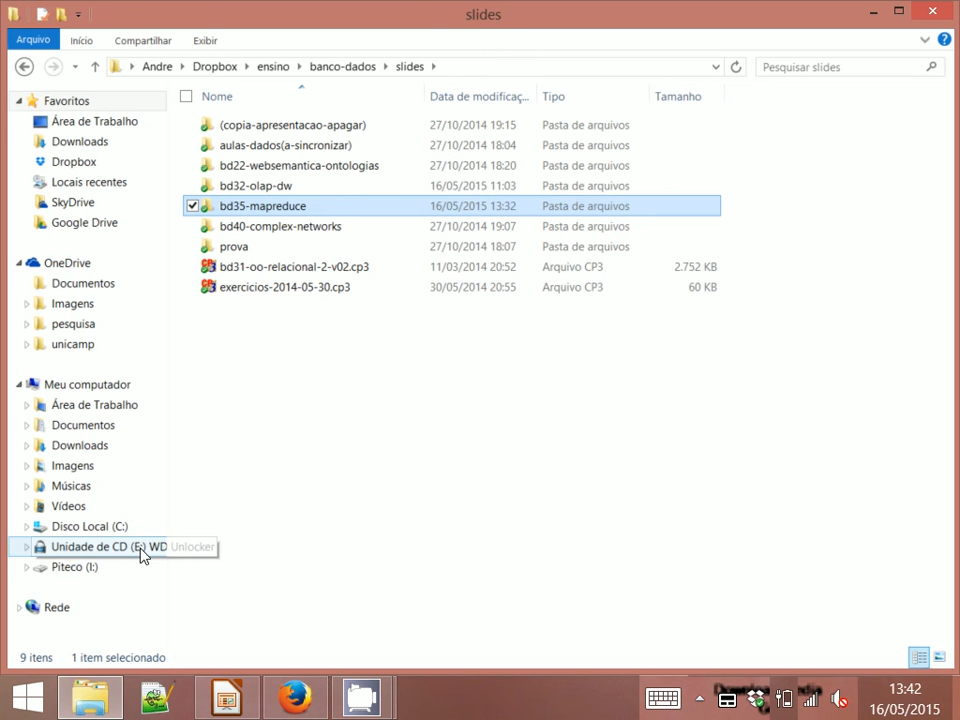 slides
Arquivo Início Compartilhar Exibir
Andre Dropbox ensino banco-dados slides
Pesquisar slides
Favoritos
Área de Trabalho
Downloads
Dropbox
Locais recentes
SkyDrive
Google Drive
OneDrive
Documentos
Imagens
pesquisa
unicamp
Meu computador
Área de Trabalho
Documentos
Downloads
Imagens
Músicas
Vídeos
Disco Local (C:)
Unidade de CD (E:) WD Unlocker
Piteco (I:)
Rede
Nome Data de modificaç... Tipo Tamanho
(copia-apresentacao-apagar) 27/10/2014 19:15 Pasta de arquivos
aulas-dados(a-sincronizar) 27/10/2014 18:04 Pasta de arquivos
bd22-websemantica-ontologias 27/10/2014 18:20 Pasta de arquivos
bd32-olap-dw 16/05/2015 11:03 Pasta de arquivos
bd35-mapreduce 16/05/2015 13:32 Pasta de arquivos
bd40-complex-networks 27/10/2014 19:07 Pasta de arquivos
prova 27/10/2014 18:07 Pasta de arquivos
bd31-oo-relacional-2-v02.cp3 11/03/2014 20:52 Arquivo CP3 2.752 KB
exercicios-2014-05-30.cp3 30/05/2014 20:55 Arquivo CP3 60 KB
9 itens 1 item selecionado
13:42
16/05/2015